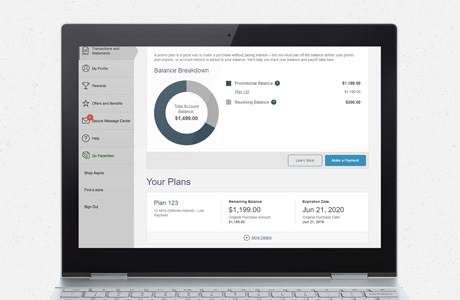 Transactions and
Statements
My Profile
Rewards
Offers and Benefits
Secure Message Center
Help
Go Paperless
Shop Aspire
Find a store
Sign Out
A promo plan is a great way to make a purchase without paying interest – but you must pay off the balance before your promo
plan expires, or account interest is added to your balance. We'll help you track your balance and payoff date here.
Balance Breakdown
Total Account
Balance
$1,499.00
Promotional Balance ? $1,199.00
Plan 123 $1,199.00
Revolving Balance ? $300.00
Learn More
Make a Payment
Your Plans
Plan 123
12 MOs Deferred Interest - Low
Payment
Remaining Balance
$1,199.00
Original Purchase Amount
$1,199.00
Expiration Date
Jun 21, 2020
Original Purchase Date
Jun 21, 2019
More Details